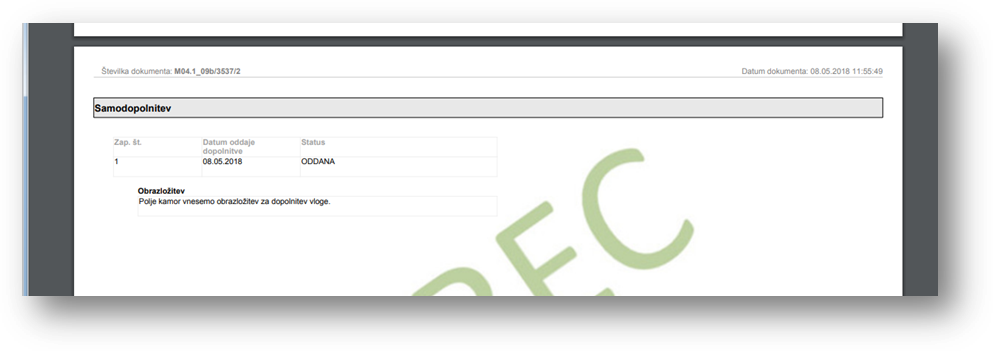 Številka dokumenta: M04.1_09b/3537/2 Datum dokumenta: 08.05.2018 11:55:49
Samodopolnitev
Zap. št. Datum oddaje dopolnitve Status
1 08.05.2018 ODDANA
Obrazložitev
Polje kamor vnesemo obrazložitev za dopolnitev vloge.